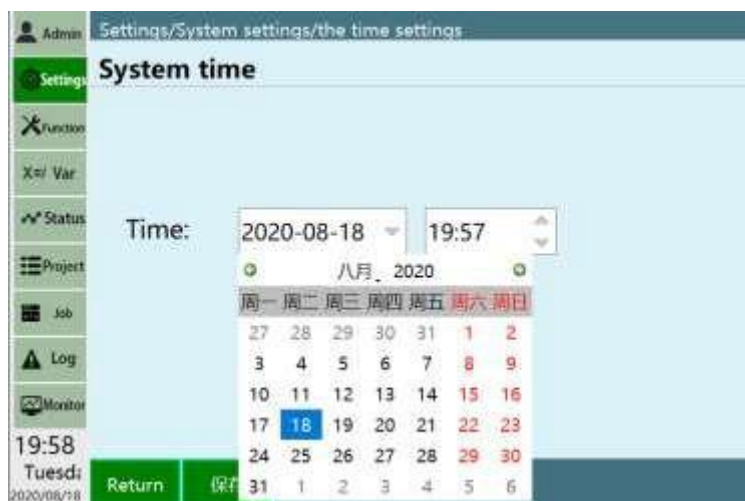 Admin
Settings/System settings/the time settings
Settings
System time
Function
X=/ Var
Status
Time:
2020-08-18
19:57
Project
八月, 2020
周一 周二 周三 周四 周五 周六 周日
Job
27 28 29 30 31 1 2
3 4 5 6 7 8 9
Log
10 11 12 13 14 15 16
Monitor
17 18 19 20 21 22 23
19:58
24 25 26 27 28 29 30
Tuesd
Return
保
31 1 2 3 4 5 6
2020/08/18